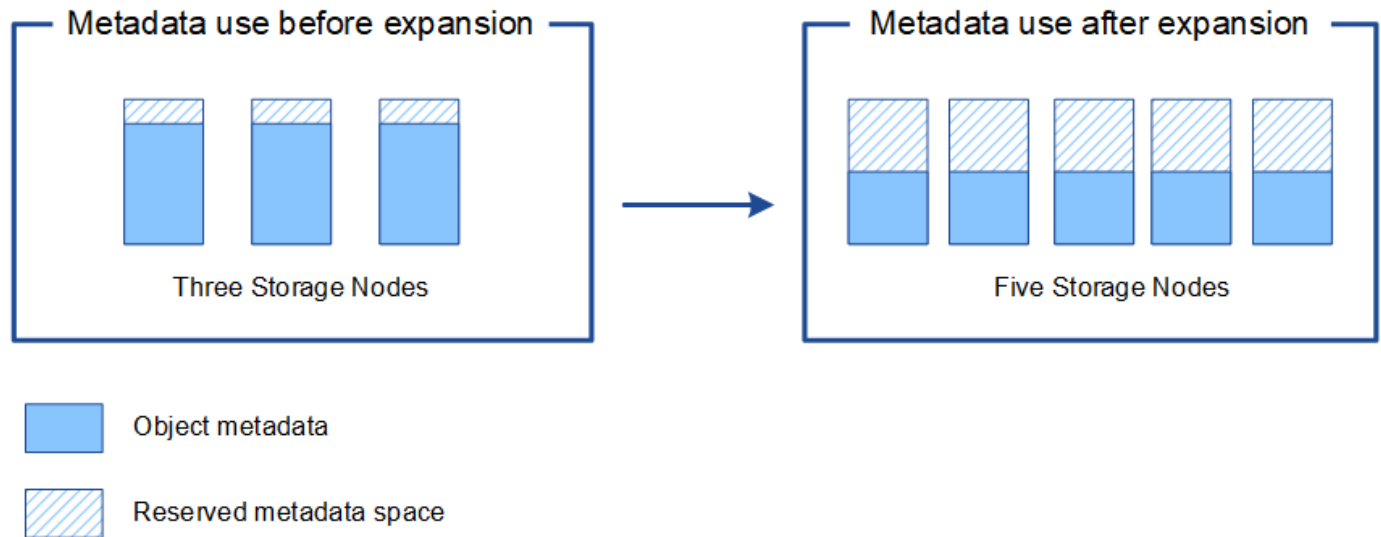 Metadata use before expansion
Metadata use after expansion
Three Storage Nodes
Five Storage Nodes
Object metadata
Reserved metadata space